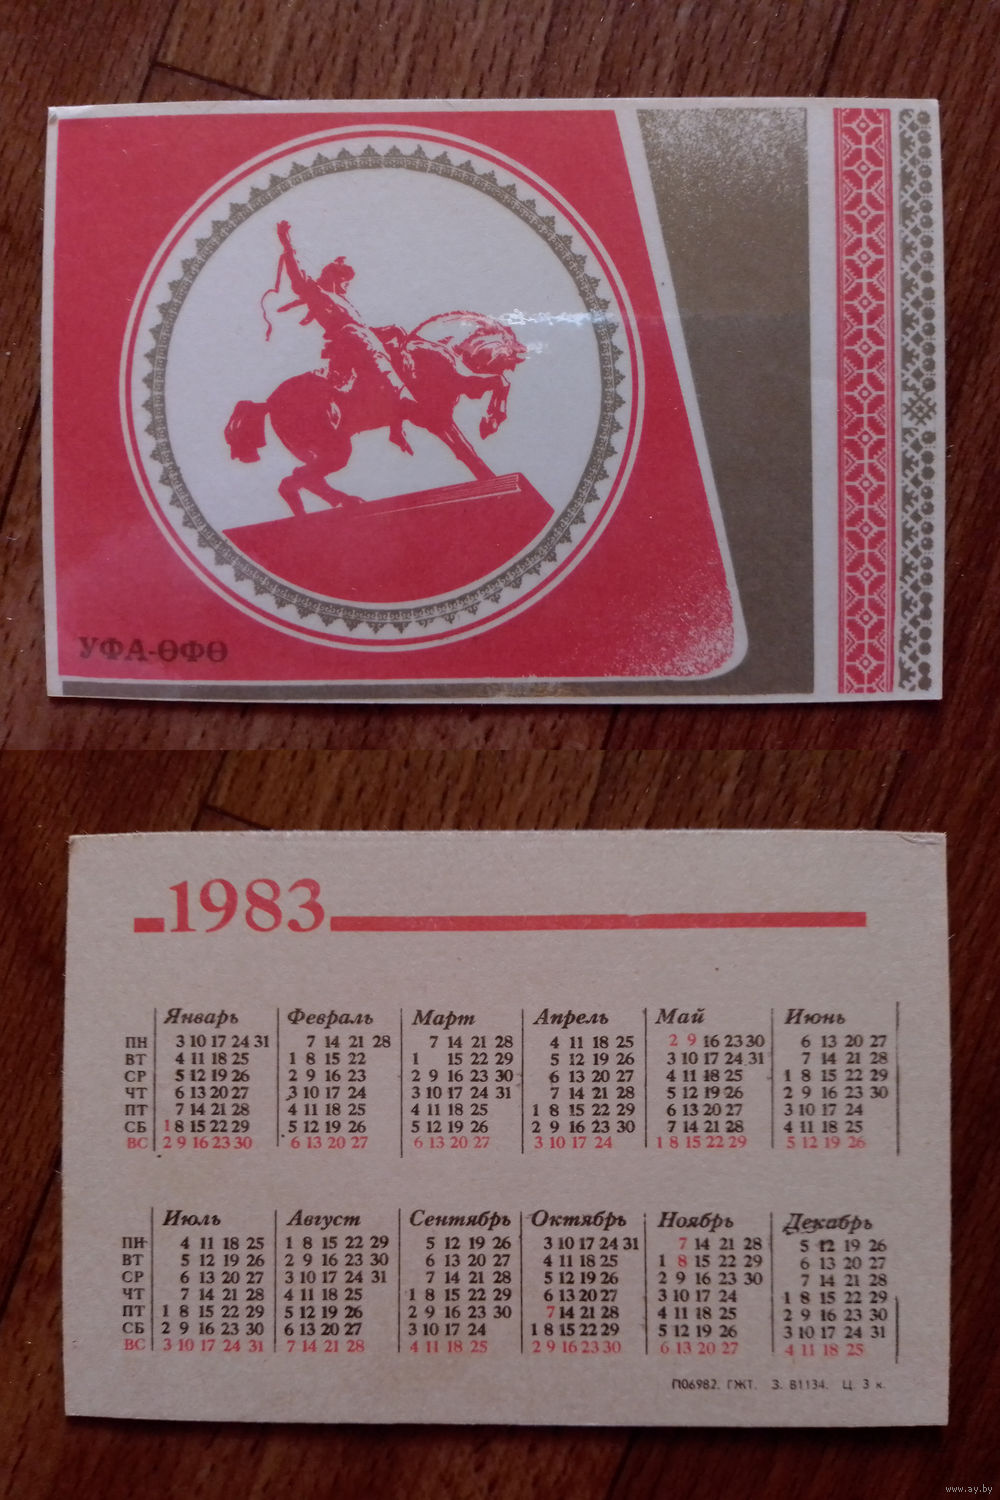 УФА-ӨФӨ
1983
Январь Февраль Март Апрель Май Июнь
ПН 3 10 17 24 31 7 14 21 28 7 14 21 28 4 11 18 25 2 9 16 23 30 6 13 20 27
ВТ 4 11 18 25 1 8 15 22 1 15 22 29 5 12 19 26 3 10 17 24 31 7 14 21 28
СР 5 12 19 26 2 9 16 23 2 9 16 23 30 6 13 20 27 4 11 18 25 1 8 15 22 29
ЧТ 6 13 20 27 3 10 17 24 3 10 17 24 31 7 14 21 28 5 12 19 26 2 9 16 23 30
ПТ 7 14 21 28 4 11 18 25 4 11 18 25 1 8 15 22 29 6 13 20 27 3 10 17 24
СБ 1 8 15 22 29 5 12 19 26 5 12 19 26 2 9 16 23 30 7 14 21 28 4 11 18 25
ВС 2 9 16 23 30 6 13 20 27 6 13 20 27 3 10 17 24 1 8 15 22 29 5 12 19 26
Июль Август Сентябрь Октябрь Ноябрь Декабрь
ПН 4 11 18 25 1 8 15 22 29 5 12 19 26 3 10 17 24 31 7 14 21 28 5 12 19 26
ВТ 5 12 19 26 2 9 16 23 30 6 13 20 27 4 11 18 25 1 8 15 22 29 6 13 20 27
СР 6 13 20 27 3 10 17 24 31 7 14 21 28 5 12 19 26 2 9 16 23 30 7 14 21 28
ЧТ 7 14 21 28 4 11 18 25 1 8 15 22 29 6 13 20 27 3 10 17 24 1 8 15 22 29
ПТ 1 8 15 22 29 5 12 19 26 2 9 16 23 30 7 14 21 28 4 11 18 25 2 9 16 23 30
СБ 2 9 16 23 30 6 13 20 27 3 10 17 24 1 8 15 22 29 5 12 19 26 3 10 17 24 31
ВС 3 10 17 24 31 7 14 21 28 4 11 18 25 2 9 16 23 30 6 13 20 27 4 11 18 25
П06982. ГЖТ. З. В1134. Ц. 3 к.
www.ay.by